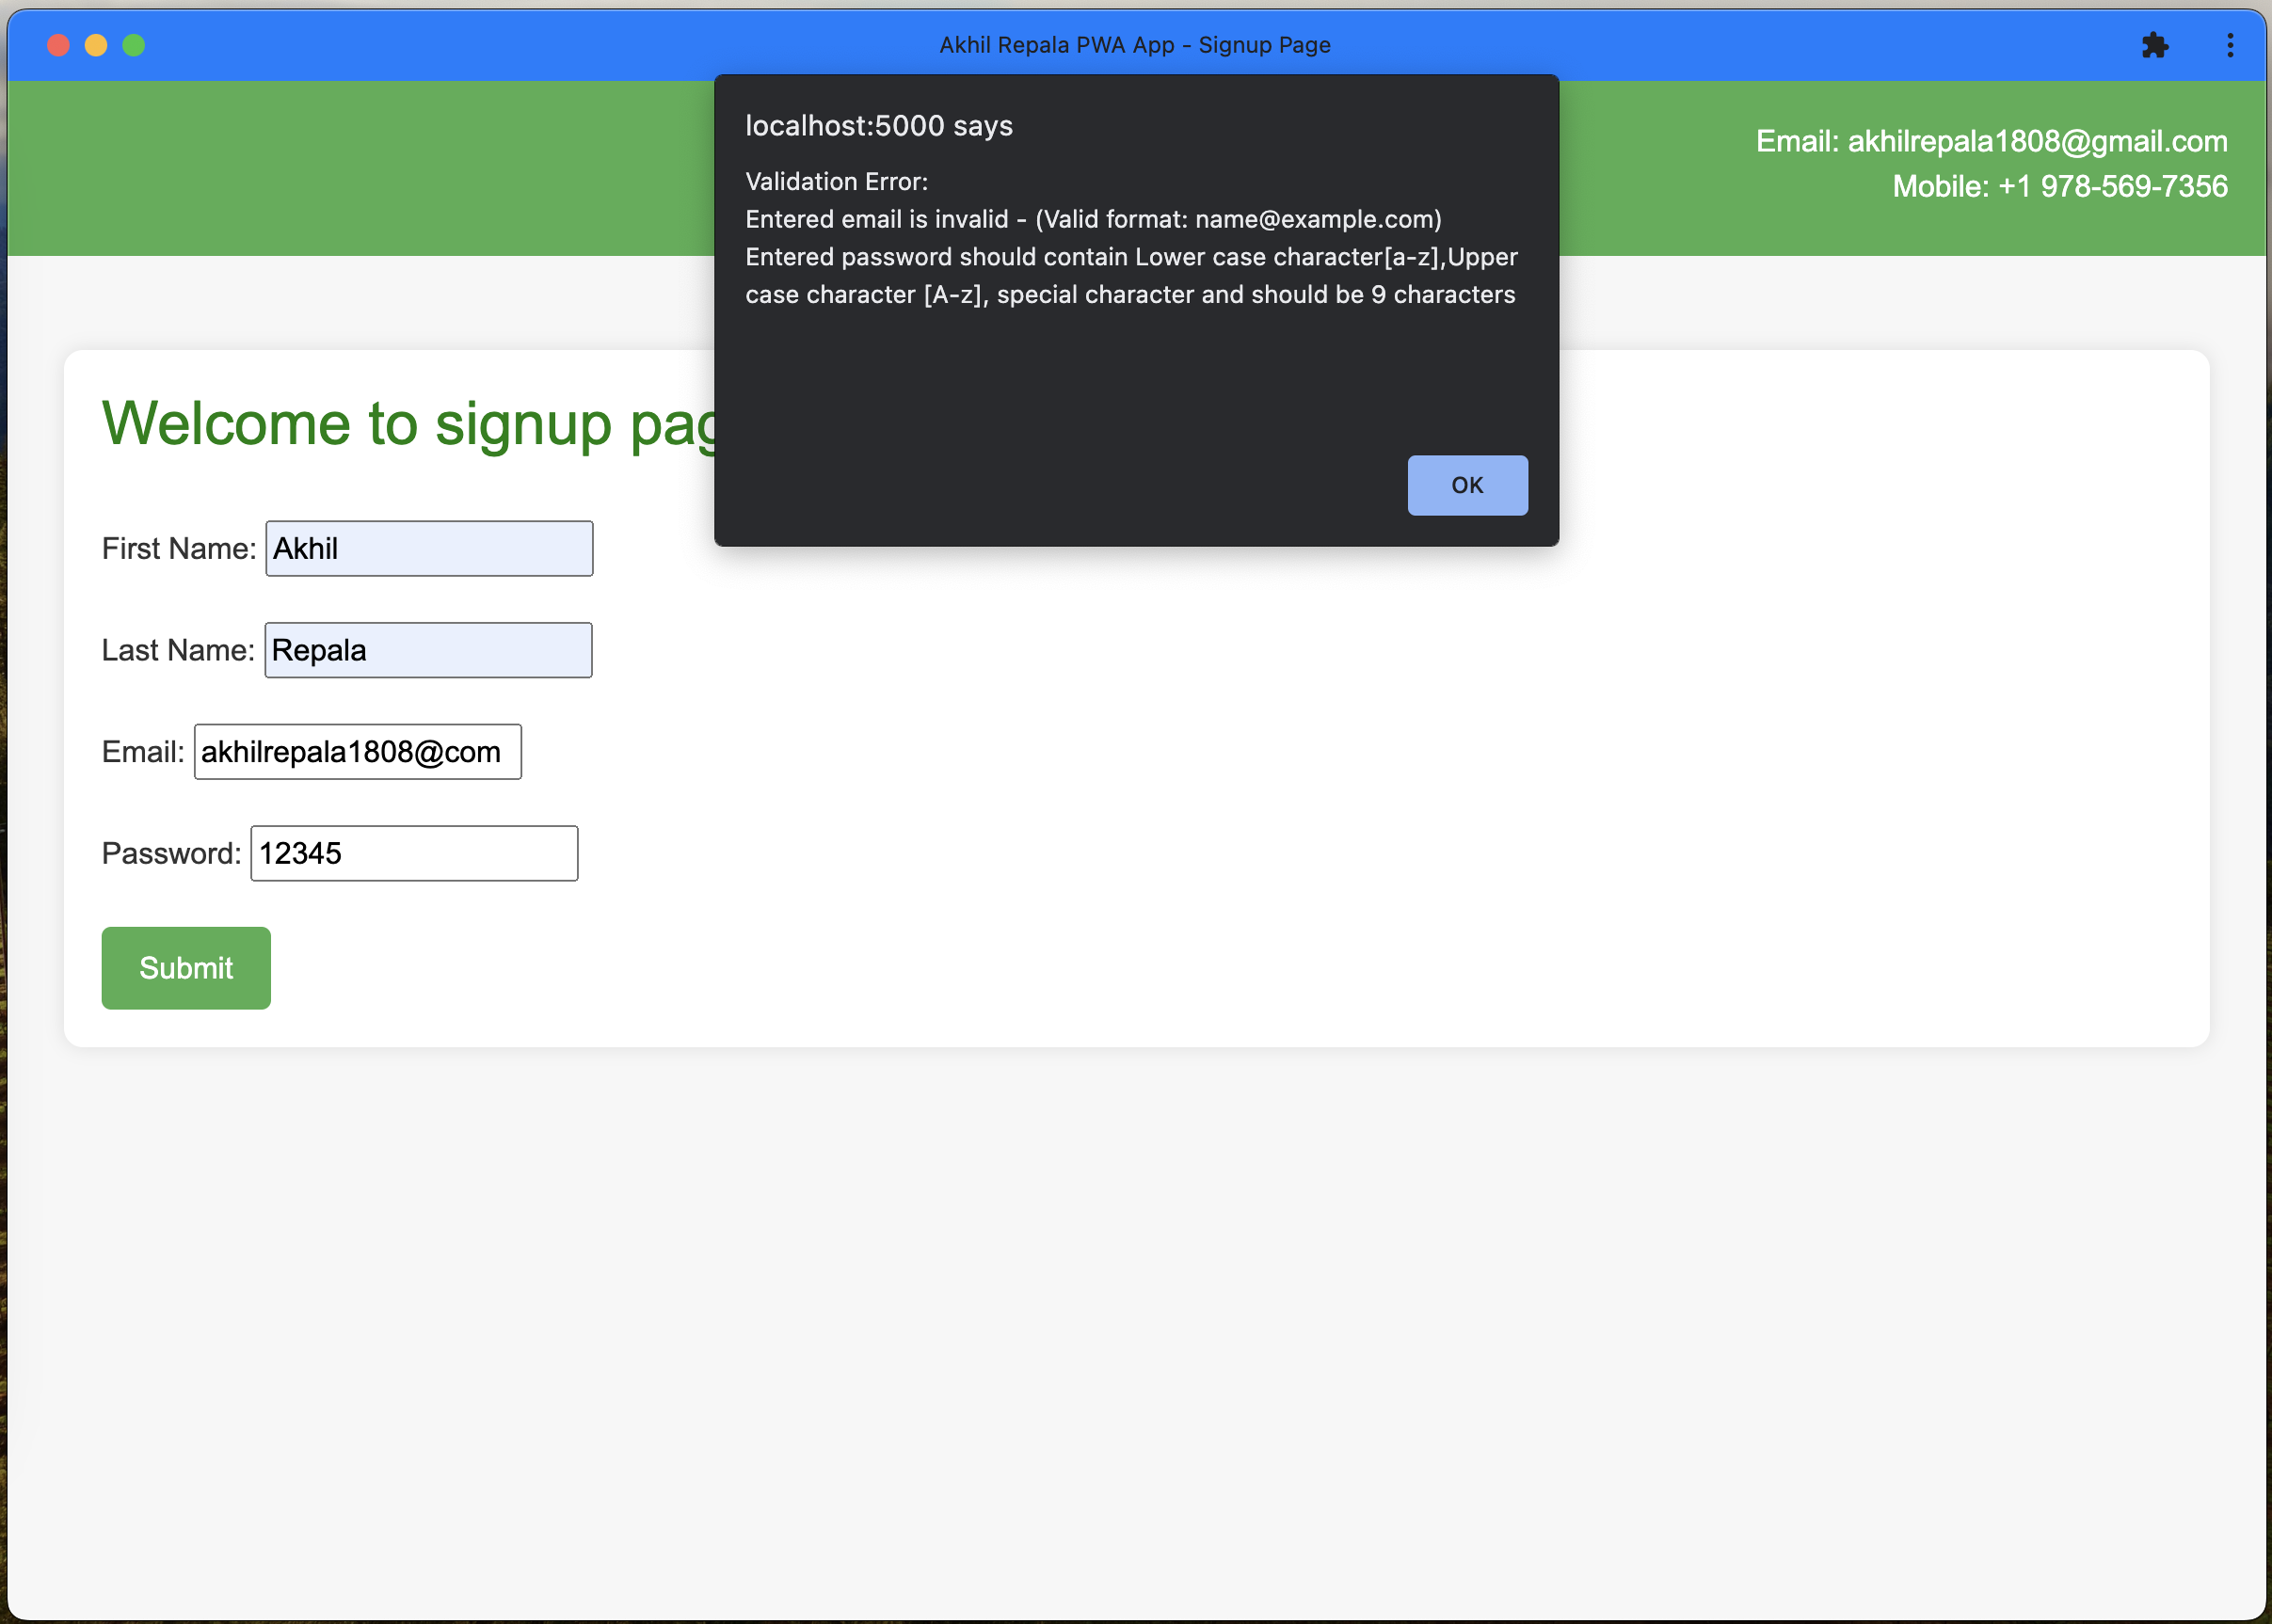 Akhil Repala PWA App - Signup Page
Email: akhilrepala1808@gmail.com
Mobile: +1 978-569-7356
localhost:5000 says
Validation Error:
Entered email is invalid - (Valid format: name@example.com)
Entered password should contain Lower case character[a-z],Upper
case character [A-z], special character and should be 9 characters
OK
Welcome to signup pag
First Name: Akhil
Last Name: Repala
Email: akhilrepala1808@com
Password: 12345
Submit